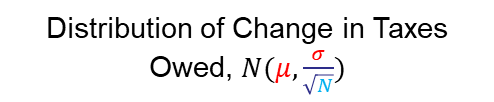 Distribution of Change in Taxes
Owed, N(μ, σ/√N)